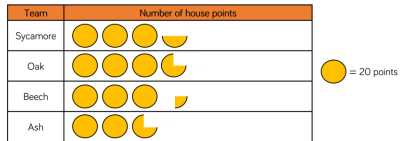 Team Number of house points
Sycamore
Oak
= 20 points
Beech
Ash